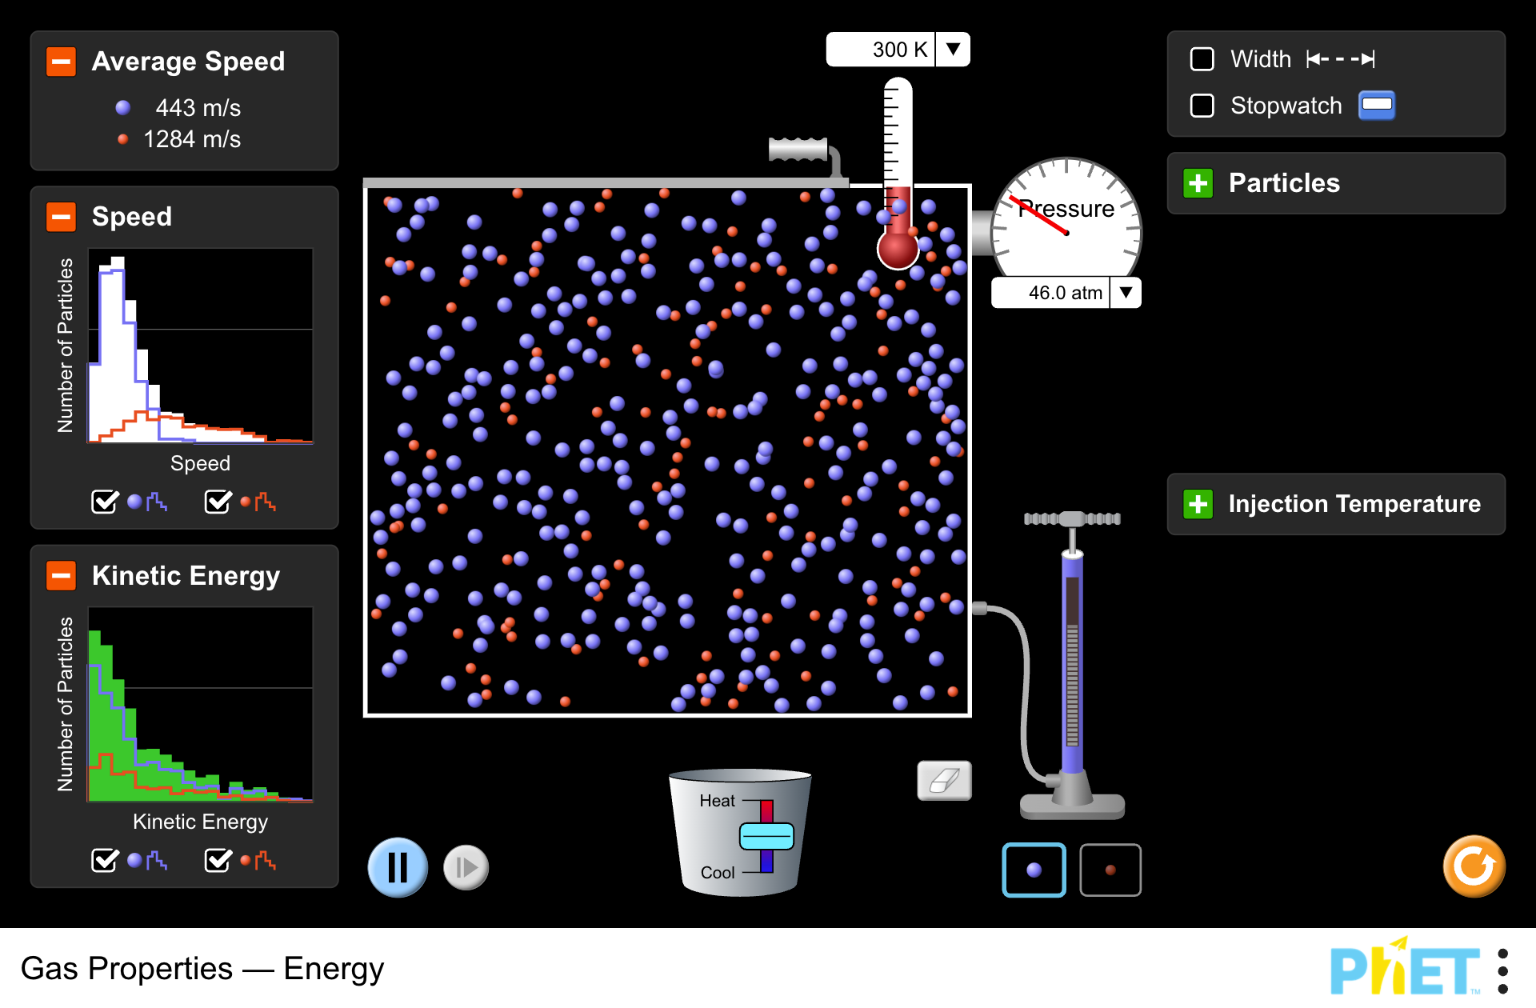 Average Speed
443 m/s
1284 m/s
Speed
Number of Particles
Speed
Kinetic Energy
Number of Particles
Kinetic Energy
300 K
Pressure
46.0 atm
Width
Stopwatch
Particles
Injection Temperature
Heat
Cool
Gas Properties — Energy
PhET
TM